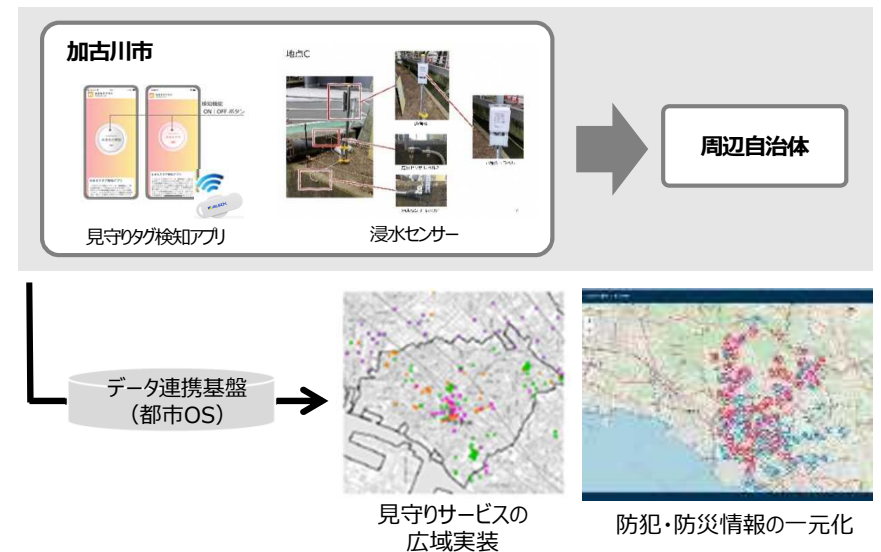 加古川市
地点C
検知機能
ON:OFF ボタン
周辺自治体
見守りタグ検知アプリ
浸水センサー
データ連携基盤
（都市OS）
見守りサービスの
広域実装
防犯・防災情報の一元化